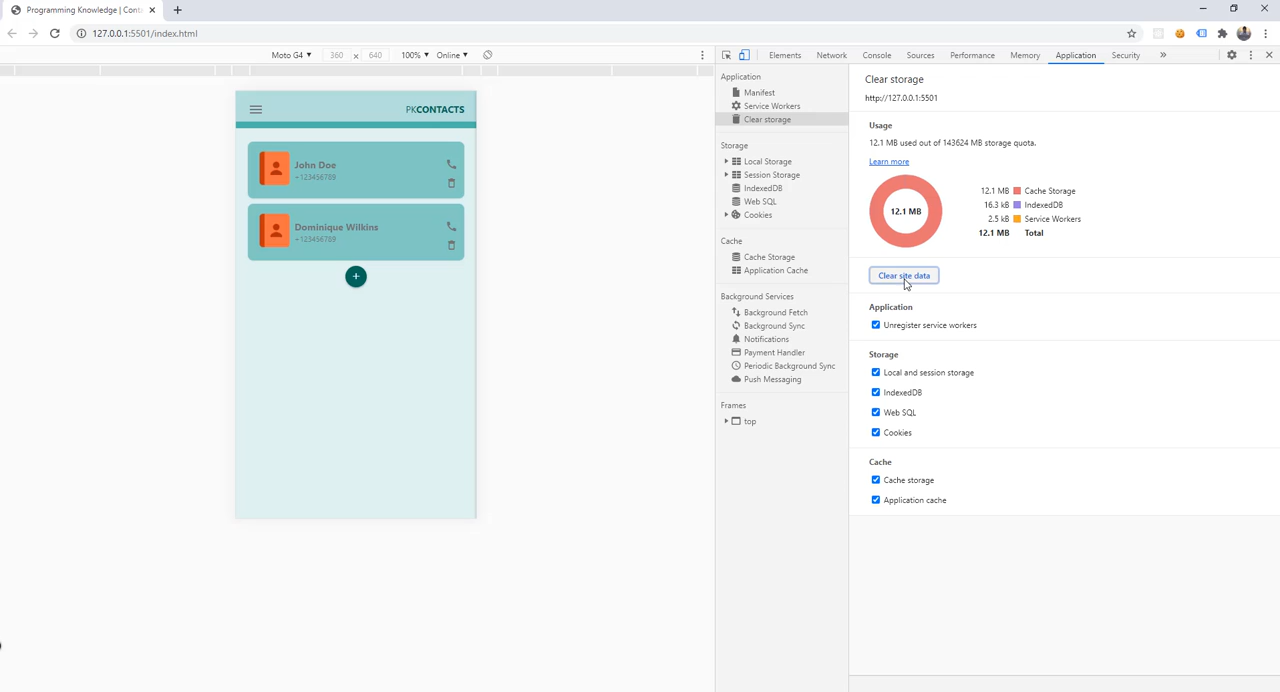 Programming Knowledge | Cont
127.0.0.1:5501/index.html
Moto G4 360 x 640 100% Online
Elements Network Console Sources Performance Memory Application Security
PKCONTACTS
John Doe
+123456789
Dominique Wilkins
+123456789
+
Application
Manifest
Service Workers
Clear storage
Storage
Local Storage
Session Storage
IndexedDB
Web SQL
Cookies
Cache
Cache Storage
Application Cache
Background Services
Background Fetch
Background Sync
Notifications
Payment Handler
Periodic Background Sync
Push Messaging
Frames
top
Clear storage
http://127.0.0.1:5501
Usage
12.1 MB used out of 143624 MB storage quota.
Learn more
12.1 MB
12.1 MB Cache Storage
16.3 kB IndexedDB
2.5 kB Service Workers
12.1 MB Total
Clear site data
Application
Unregister service workers
Storage
Local and session storage
IndexedDB
Web SQL
Cookies
Cache
Cache storage
Application cache